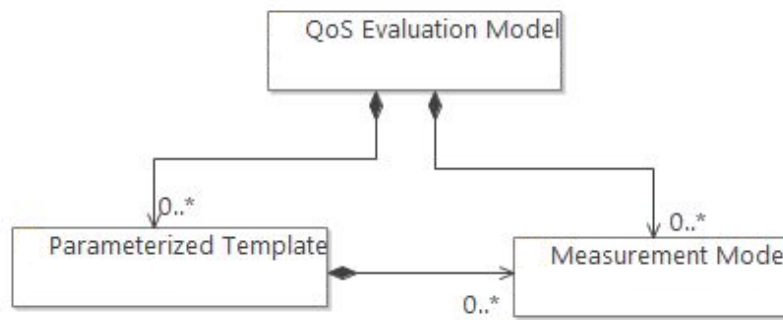 QoS Evaluation Model
0..*
0..*
Parameterized Template
Measurement Mode
0..*